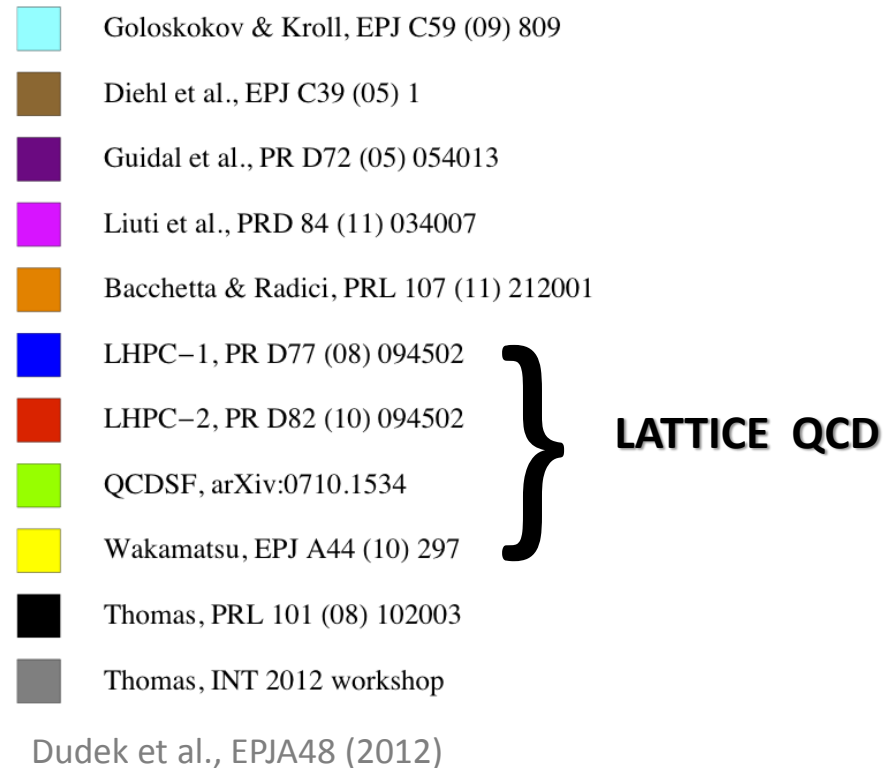 Goloskokov & Kroll, EPJ C59 (09) 809
Diehl et al., EPJ C39 (05) 1
Guidal et al., PR D72 (05) 054013
Liuti et al., PRD 84 (11) 034007
Bacchetta & Radici, PRL 107 (11) 212001
LHPC−1, PR D77 (08) 094502
LHPC−2, PR D82 (10) 094502
QCDSF, arXiv:0710.1534
Wakamatsu, EPJ A44 (10) 297
}
LATTICE QCD
Thomas, PRL 101 (08) 102003
Thomas, INT 2012 workshop
Dudek et al., EPJA48 (2012)